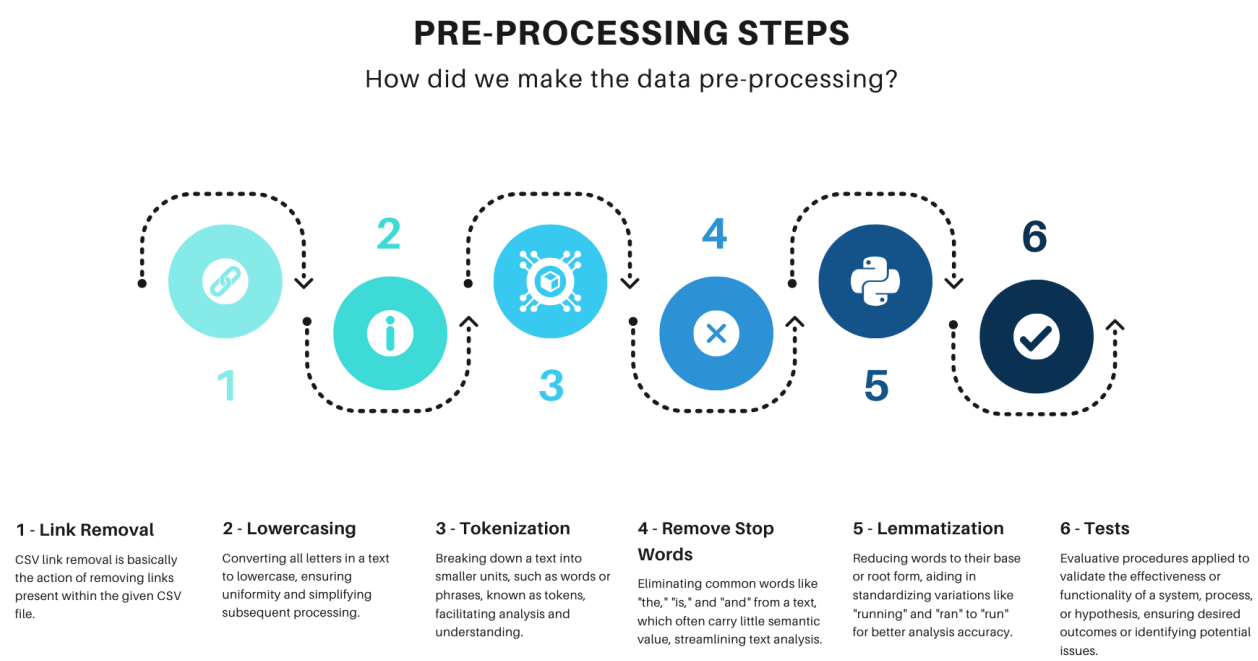 PRE-PROCESSING STEPS
How did we make the data pre-processing?
1
2
3
4
5
6
1 - Link Removal
CSV link removal is basically
the action of removing links
present within the given CSV
file.
2 - Lowercasing
Converting all letters in a text
to lowercase, ensuring
uniformity and simplifying
subsequent processing.
3 - Tokenization
Breaking down a text into
smaller units, such as words or
phrases, known as tokens,
facilitating analysis and
understanding.
4 - Remove Stop
Words
Eliminating common words like
"the," "is," and "and" from a text,
which often carry little semantic
value, streamlining text analysis.
5 - Lemmatization
Reducing words to their base
or root form, aiding in
standardizing variations like
"running" and "ran" to "run"
for better analysis accuracy.
6 - Tests
Evaluative procedures applied to
validate the effectiveness or
functionality of a system, process,
or hypothesis, ensuring desired
outcomes or identifying potential
issues.